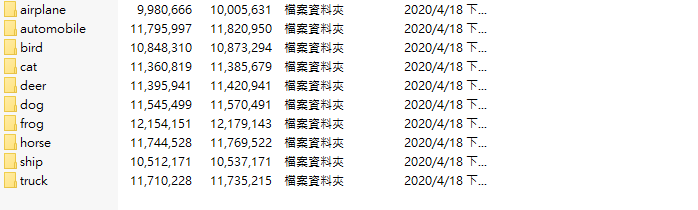 airplane 9,980,666 10,005,631 檔案資料夾 2020/4/18 下...
automobile 11,795,997 11,820,950 檔案資料夾 2020/4/18 下...
bird 10,848,310 10,873,294 檔案資料夾 2020/4/18 下...
cat 11,360,819 11,385,679 檔案資料夾 2020/4/18 下...
deer 11,395,941 11,420,941 檔案資料夾 2020/4/18 下...
dog 11,545,499 11,570,491 檔案資料夾 2020/4/18 下...
frog 12,154,151 12,179,143 檔案資料夾 2020/4/18 下...
horse 11,744,528 11,769,522 檔案資料夾 2020/4/18 下...
ship 10,512,171 10,537,171 檔案資料夾 2020/4/18 下...
truck 11,710,228 11,735,215 檔案資料夾 2020/4/18 下...